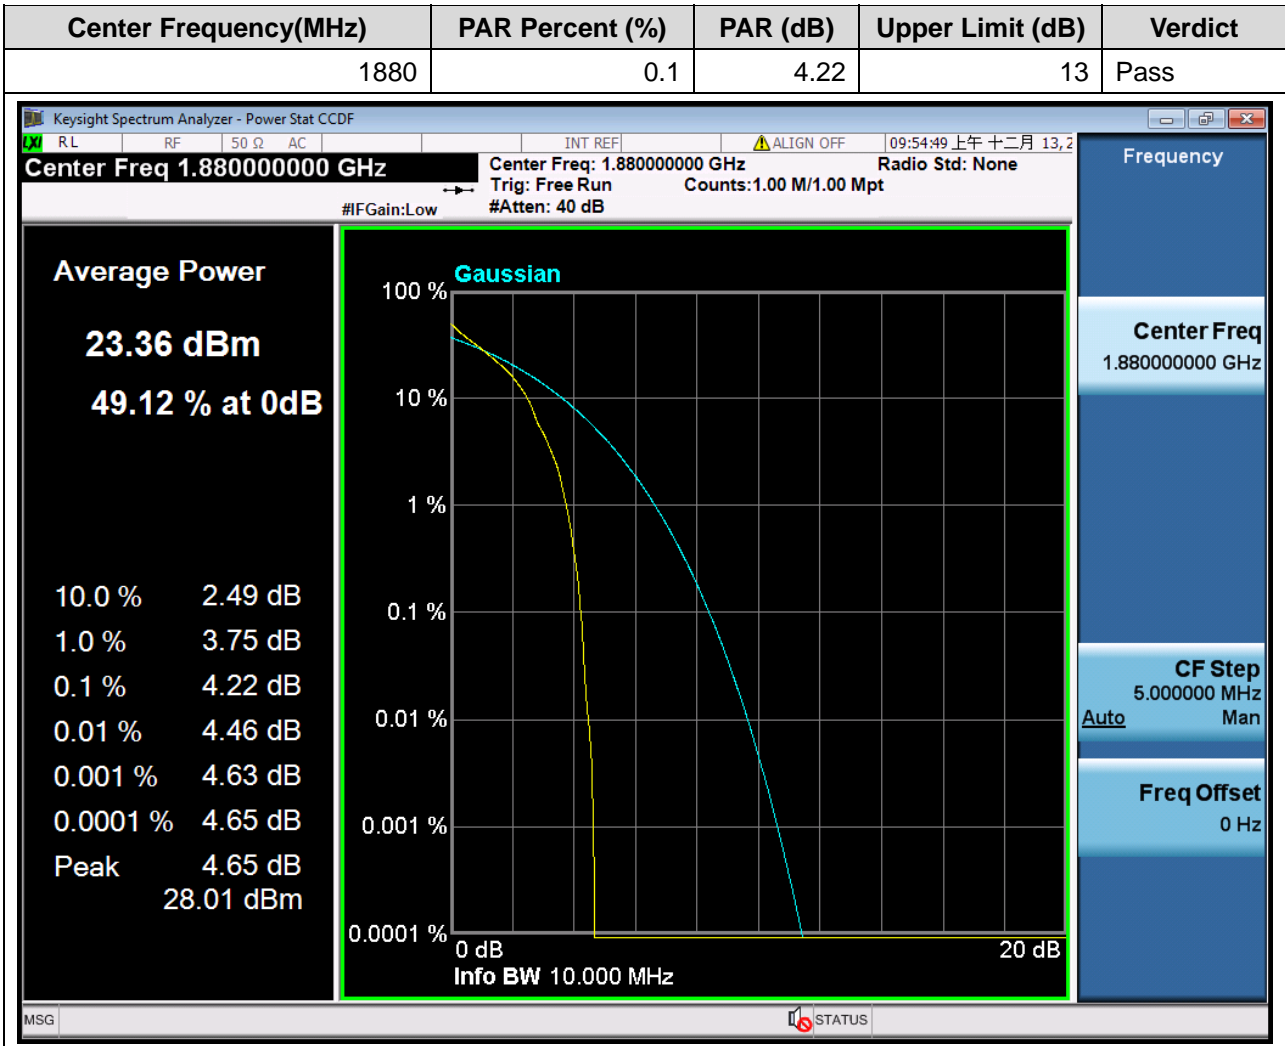 Center Frequency(MHz) PAR Percent (%) PAR (dB) Upper Limit (dB) Verdict
1880 0.1 4.22 13 Pass
Keysight Spectrum Analyzer - Power Stat CCDF
LXI RL RF 50 Ω AC INT REF ALIGN OFF 09:54:49 上午 十二月 13, 2
Center Freq 1.880000000 GHz
Center Freq: 1.880000000 GHz Radio Std: None
Trig: Free Run Counts:1.00 M/1.00 Mpt
#IFGain:Low #Atten: 40 dB
Average Power
23.36 dBm
49.12 % at 0dB
10.0 % 2.49 dB
1.0 % 3.75 dB
0.1 % 4.22 dB
0.01 % 4.46 dB
0.001 % 4.63 dB
0.0001 % 4.65 dB
Peak 4.65 dB
28.01 dBm
Gaussian
100 %
10 %
1 %
0.1 %
0.01 %
0.001 %
0.0001 %
0 dB 20 dB
Info BW 10.000 MHz
Frequency
Center Freq
1.880000000 GHz
CF Step
5.000000 MHz
Auto Man
Freq Offset
0 Hz
MSG STATUS